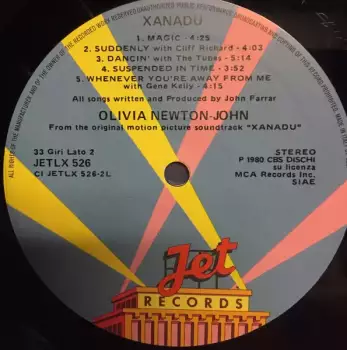 XANADU
1. MAGIC - 4:25
2. SUDDENLY with Cliff Richard - 4:03
3. DANCIN' with The Tubes - 5:14
4. SUSPENDED IN TIME - 3:52
5. WHENEVER YOU'RE AWAY FROM ME
with Gene Kelly - 4:15
All songs written and Produced by John Farrar
OLIVIA NEWTON-JOHN
From the original motion picture soundtrack "XANADU"
33 Giri Lato 2
JETLX 526
CI JETLX 526-2L
STEREO
P 1980 CBS DISCHI
su licenza
MCA Records Inc.
SIAE
Jet
RECORDS